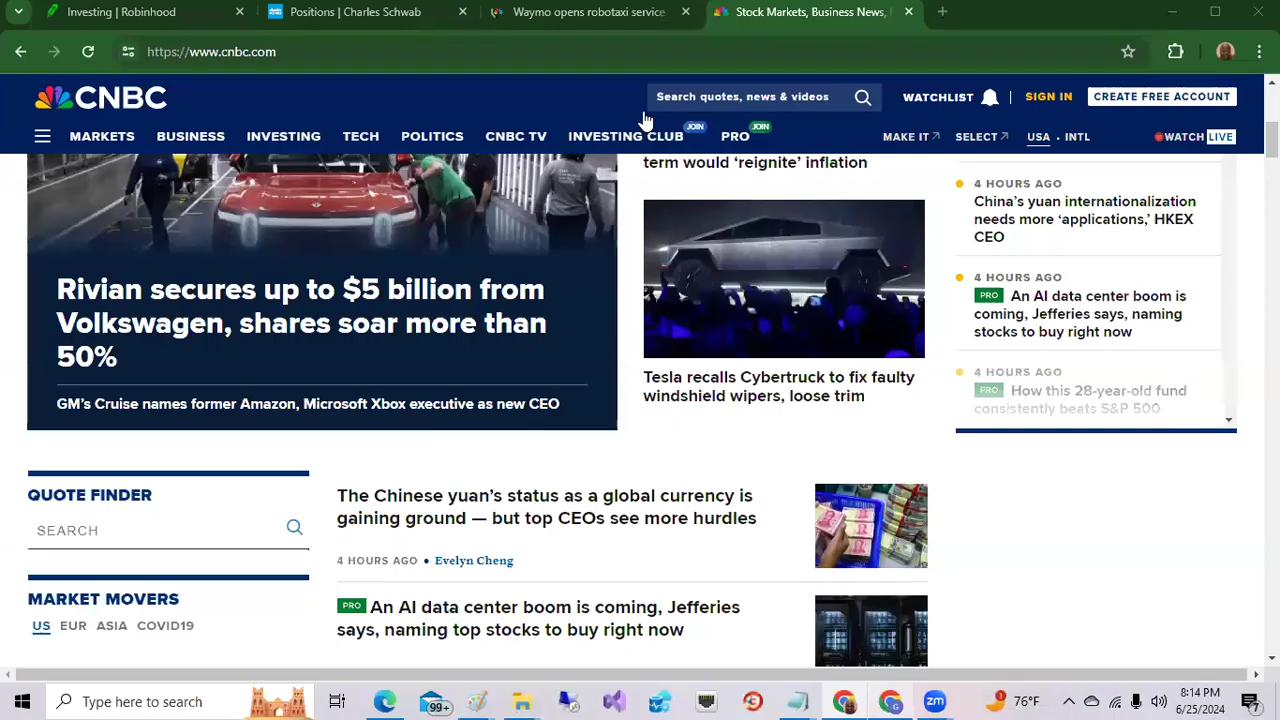 Investing | Robinhood
Positions | Charles Schwab
Waymo opens robotaxi service
Stock Markets, Business News,
https://www.cnbc.com
CNBC
Search quotes, news & videos
WATCHLIST
SIGN IN
CREATE FREE ACCOUNT
MARKETS
BUSINESS
INVESTING
TECH
POLITICS
CNBC TV
INVESTING CLUB JOIN
PRO JOIN
MAKE IT
SELECT
USA • INTL
WATCH LIVE
Rivian secures up to $5 billion from
Volkswagen, shares soar more than
50%
GM's Cruise names former Amazon, Microsoft Xbox executive as new CEO
term would ‘reignite’ inflation
Tesla recalls Cybertruck to fix faulty
windshield wipers, loose trim
4 HOURS AGO
China's yuan internationalization
needs more ‘applications,’ HKEX
CEO
4 HOURS AGO
PRO An AI data center boom is
coming, Jefferies says, naming
stocks to buy right now
4 HOURS AGO
PRO How this 28-year-old fund
consistently beats S&P 500
QUOTE FINDER
SEARCH
MARKET MOVERS
US EUR ASIA COVID19
The Chinese yuan's status as a global currency is
gaining ground — but top CEOs see more hurdles
4 HOURS AGO • Evelyn Cheng
PRO An AI data center boom is coming, Jefferies
says, naming top stocks to buy right now
Type here to search
99+
zm
76°F
8:14 PM
6/25/2024
7